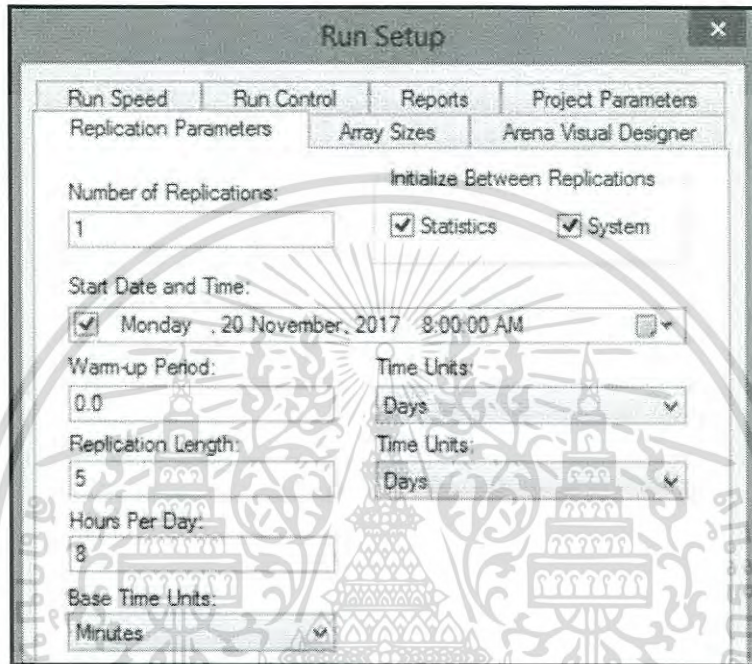 Run Setup
Run Speed Run Control Reports Project Parameters
Replication Parameters Array Sizes Arena Visual Designer
Number of Replications:
Initialize Between Replications
1
Statistics System
Start Date and Time:
Monday , 20 November, 2017 8:00:00 AM
Warm-up Period: Time Units:
0.0 Days
Replication Length: Time Units:
5 Days
Hours Per Day:
8
Base Time Units:
Minutes